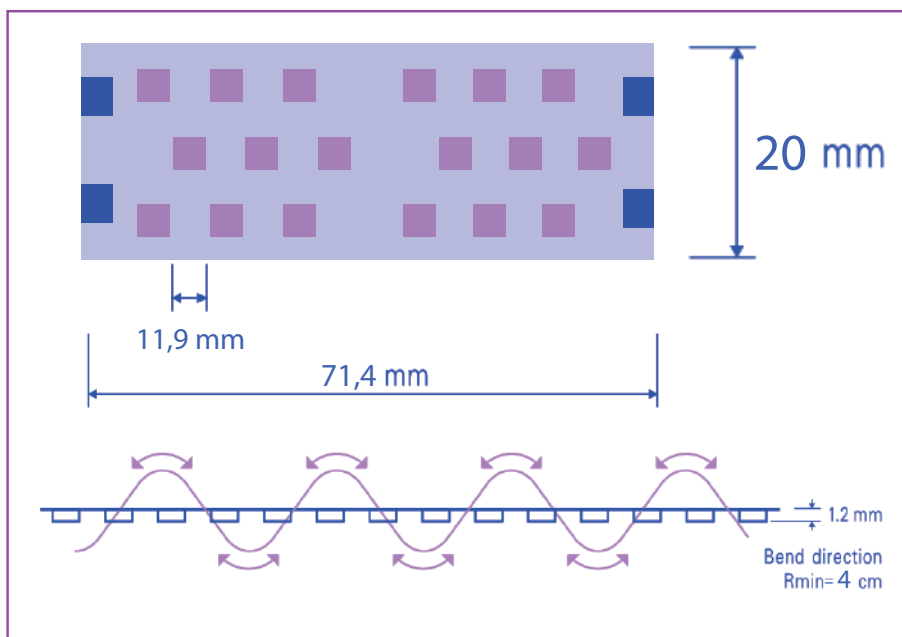 20 mm
11,9 mm
71,4 mm
1.2 mm
Bend direction
Rmin= 4 cm